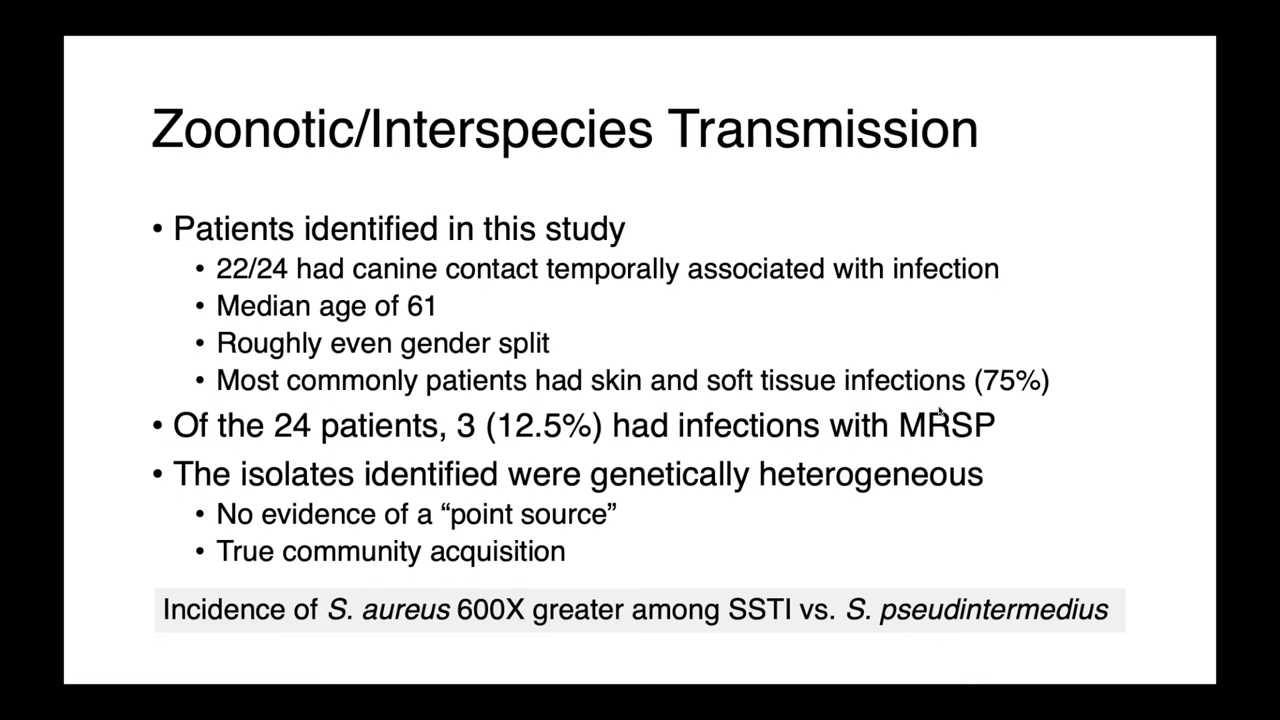 Zoonotic/Interspecies Transmission
• Patients identified in this study
• 22/24 had canine contact temporally associated with infection
• Median age of 61
• Roughly even gender split
• Most commonly patients had skin and soft tissue infections (75%)
• Of the 24 patients, 3 (12.5%) had infections with MRSP
• The isolates identified were genetically heterogeneous
• No evidence of a “point source”
• True community acquisition
Incidence of S. aureus 600X greater among SSTI vs. S. pseudintermedius